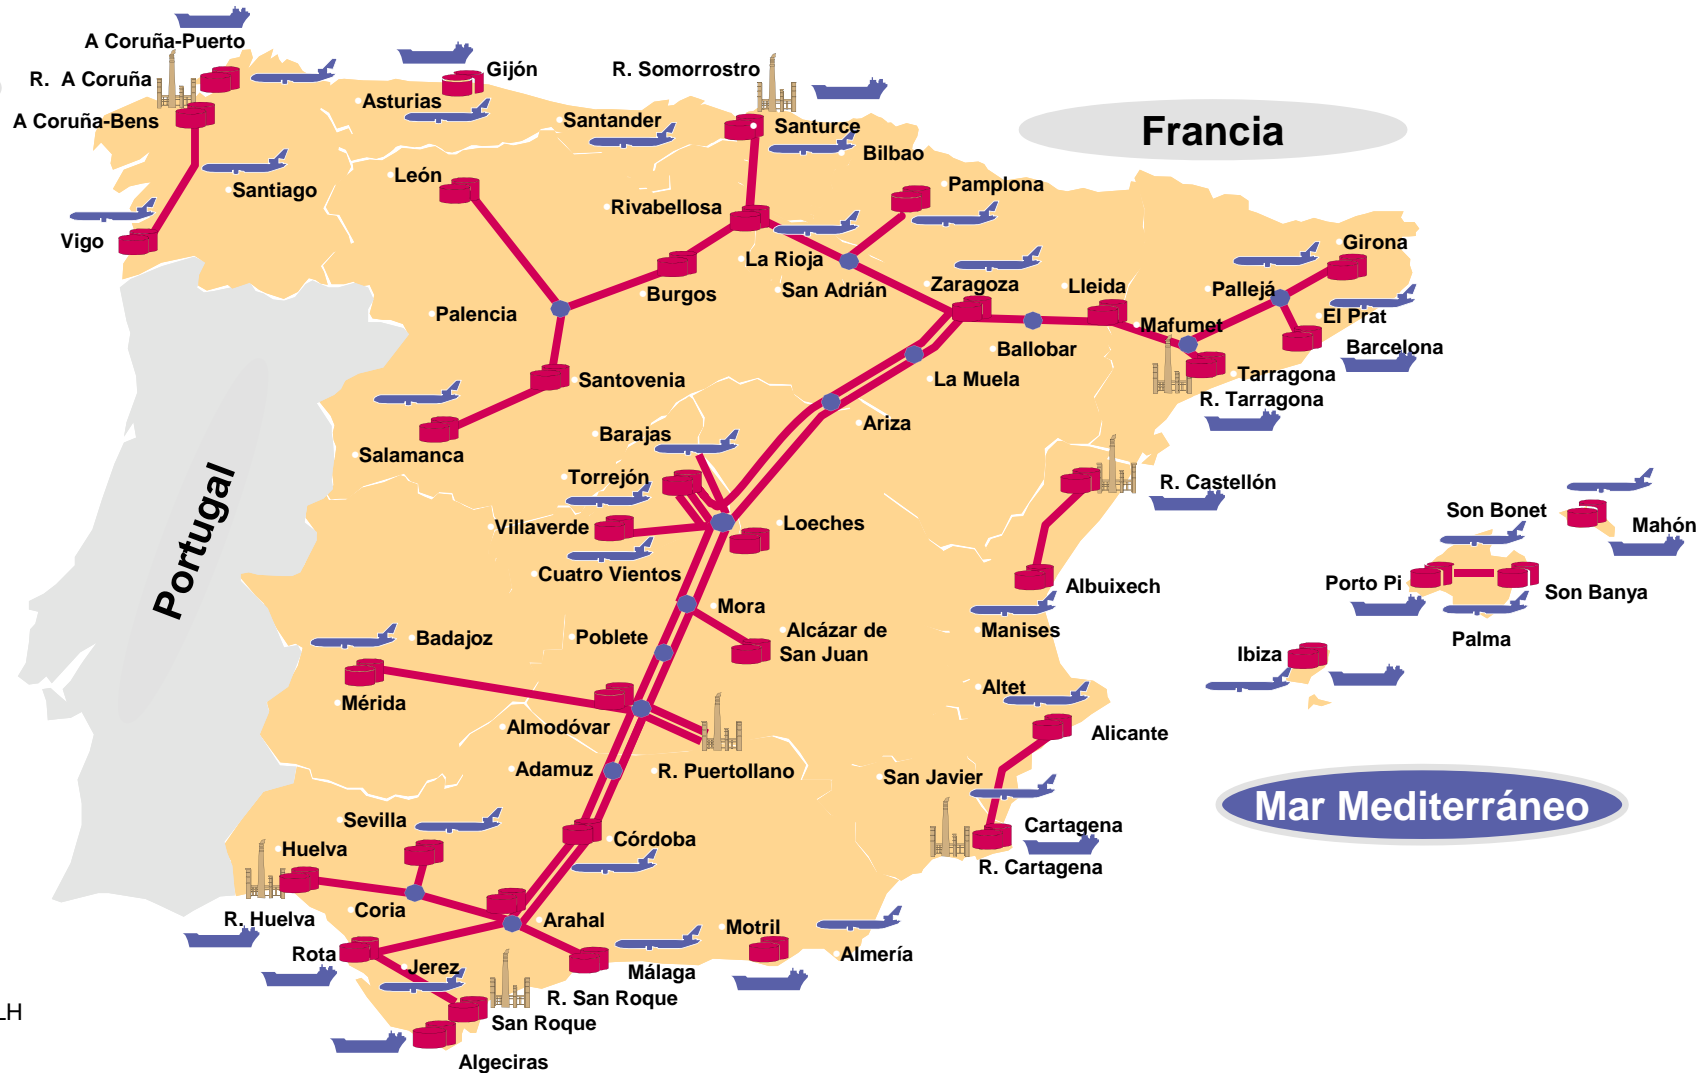 A Coruña-Puerto
R. A Coruña
A Coruña-Bens
Gijón
Asturias
R. Somorrostro
Santander
Santurce
Bilbao
Francia
Santiago
Vigo
León
Pamplona
Rivabellosa
La Rioja
San Adrián
Burgos
Palencia
Zaragoza
Lleida
Girona
Pallejá
El Prat
Barcelona
Mafumet
Ballobar
La Muela
Tarragona
R. Tarragona
Santovenia
Ariza
Salamanca
Barajas
Torrejón
Villaverde
Loeches
Cuatro Vientos
R. Castellón
Albuixech
Manises
Portugal
Son Bonet
Mahón
Porto Pi
Son Banya
Palma
Ibiza
Mora
Poblete
Alcázar de
San Juan
Badajoz
Mérida
Almodóvar
Altet
Alicante
Adamuz
R. Puertollano
San Javier
Mar Mediterráneo
Sevilla
Huelva
Córdoba
Cartagena
R. Cartagena
R. Huelva
Coria
Arahal
Motril
Almería
Rota
Jerez
Málaga
R. San Roque
San Roque
Algeciras
LH